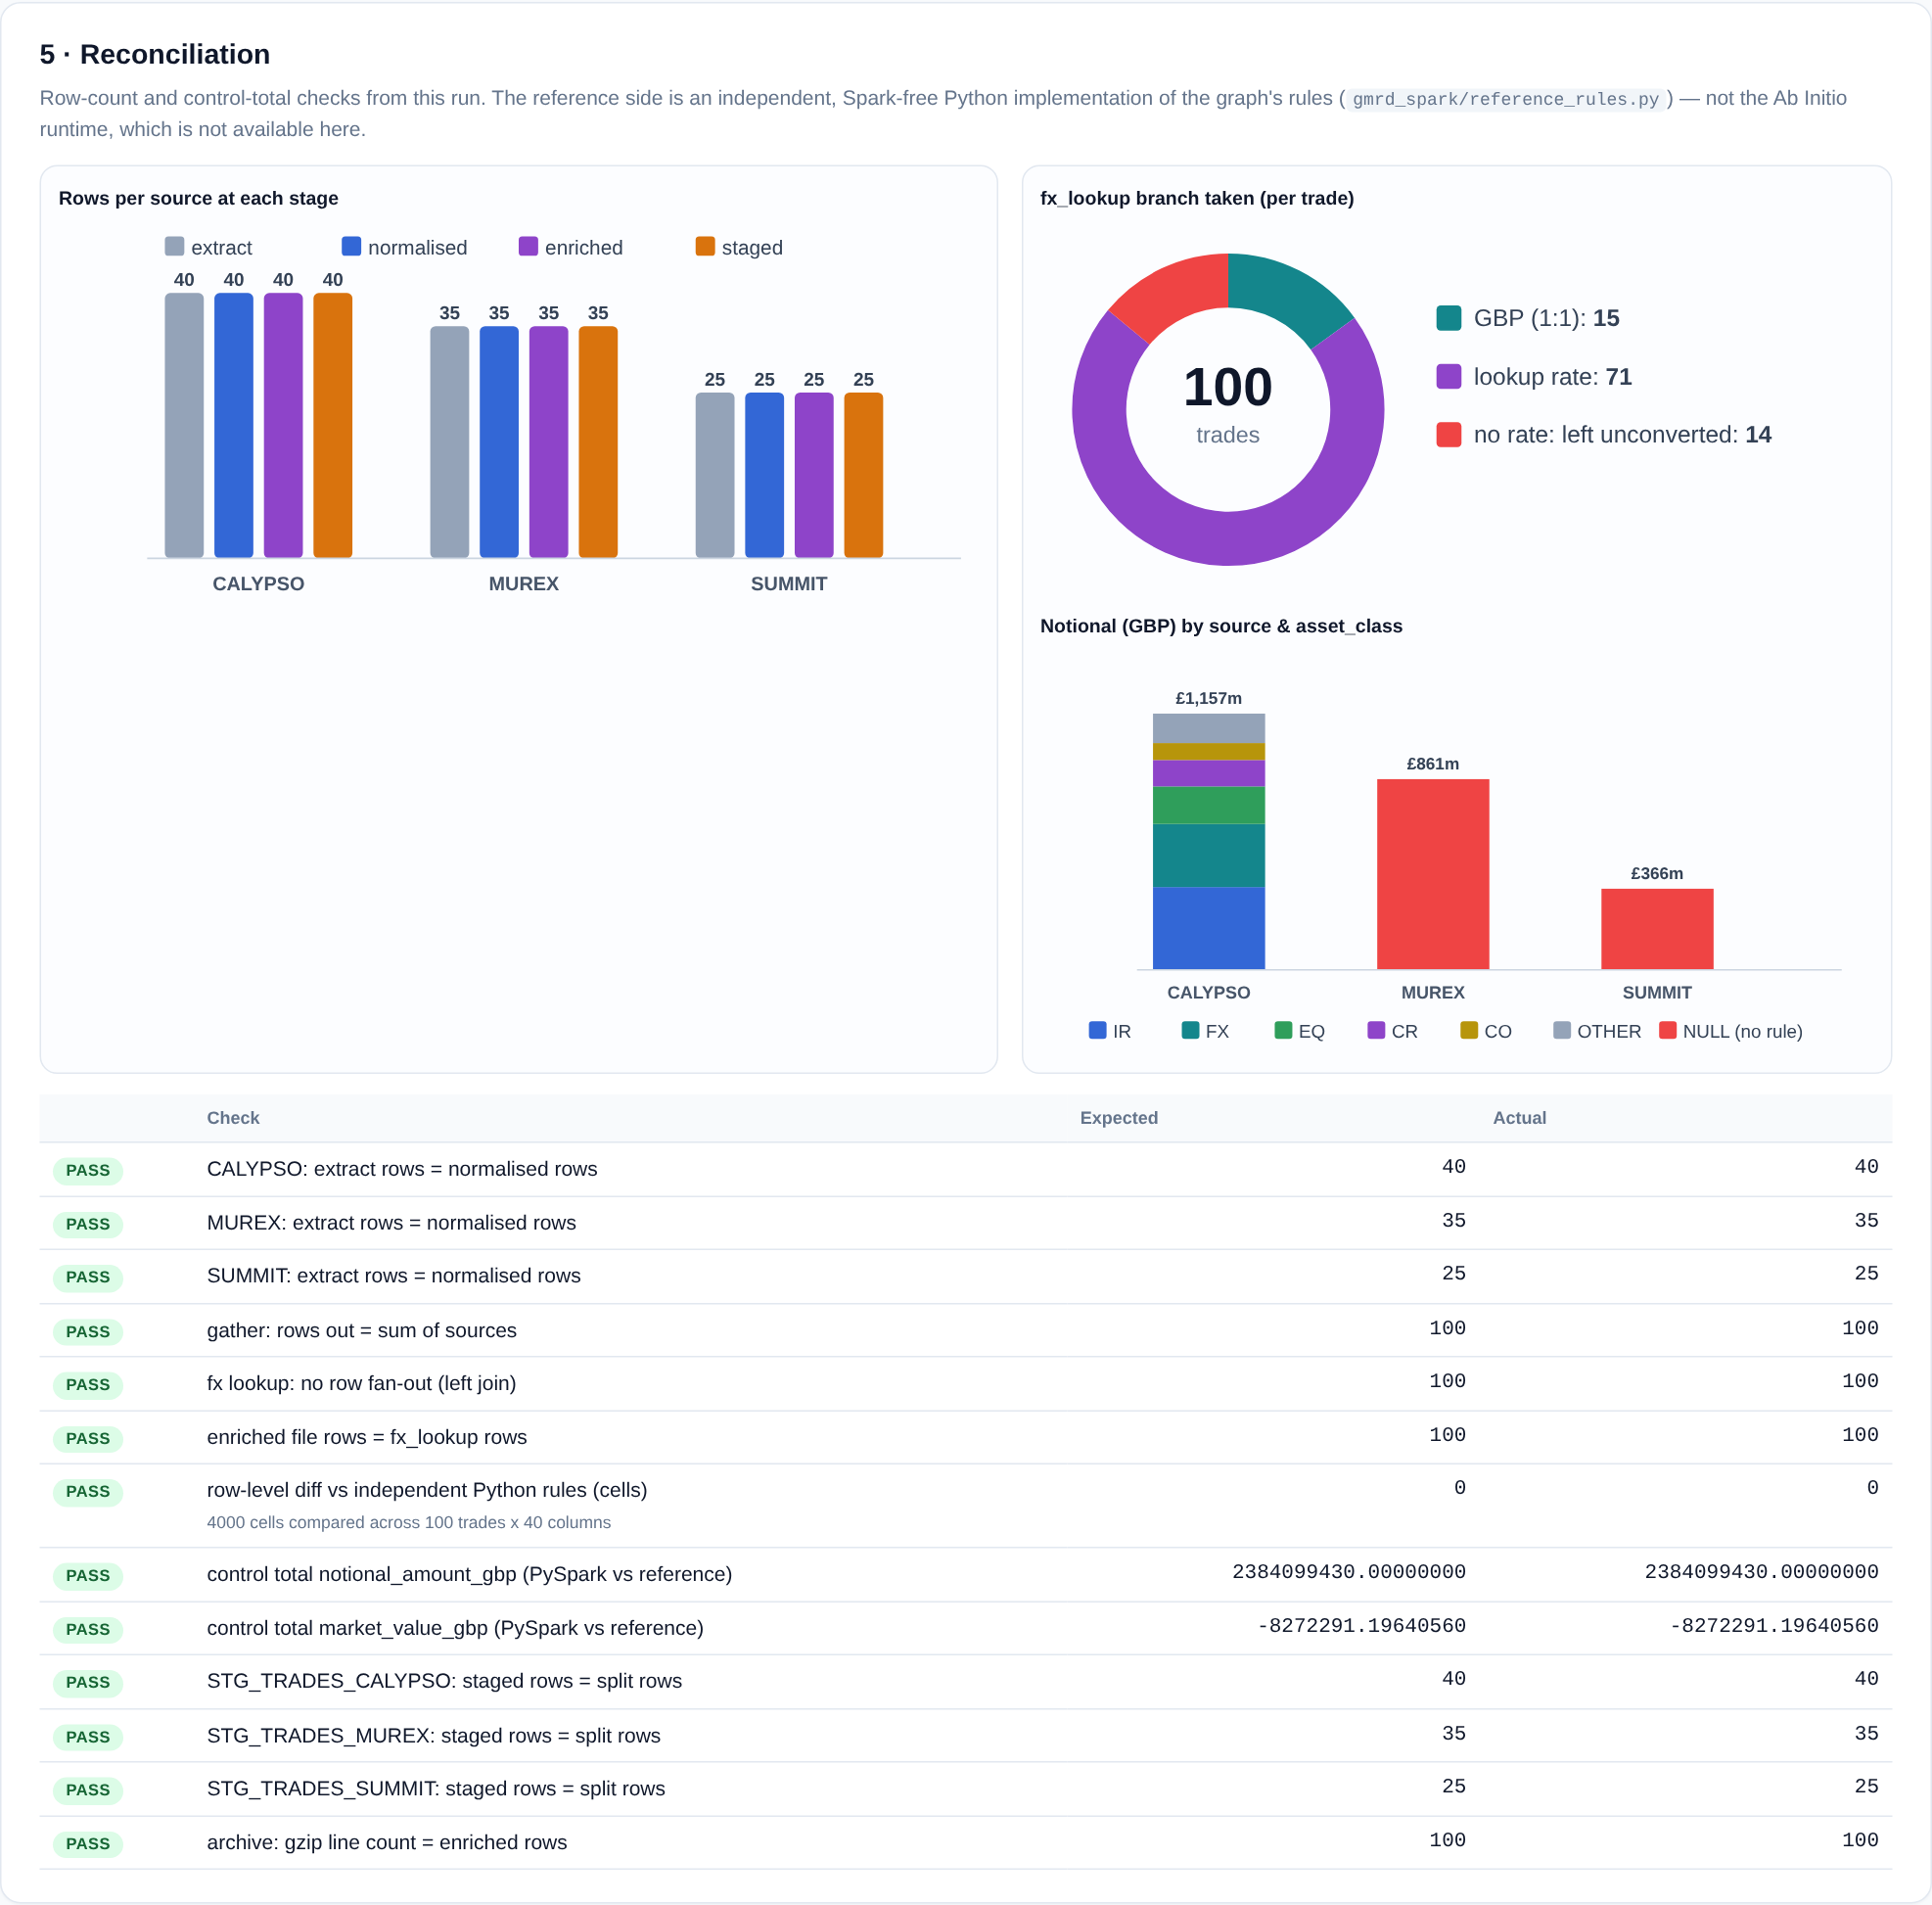 5 · Reconciliation
Row-count and control-total checks from this run. The reference side is an independent, Spark-free Python implementation of the graph's rules ( gmrd_spark/reference_rules.py ) — not the Ab Initio
runtime, which is not available here.
Rows per source at each stage
extract normalised enriched staged
40 40 40 40
35 35 35 35
25 25 25 25
CALYPSO MUREX SUMMIT
fx_lookup branch taken (per trade)
100
trades
GBP (1:1): 15
lookup rate: 71
no rate: left unconverted: 14
Notional (GBP) by source & asset_class
£1,157m
£861m
£366m
CALYPSO MUREX SUMMIT
IR FX EQ CR CO OTHER NULL (no rule)
Check Expected Actual
PASS CALYPSO: extract rows = normalised rows 40 40
PASS MUREX: extract rows = normalised rows 35 35
PASS SUMMIT: extract rows = normalised rows 25 25
PASS gather: rows out = sum of sources 100 100
PASS fx lookup: no row fan-out (left join) 100 100
PASS enriched file rows = fx_lookup rows 100 100
PASS row-level diff vs independent Python rules (cells) 0 0
4000 cells compared across 100 trades x 40 columns
PASS control total notional_amount_gbp (PySpark vs reference) 2384099430.00000000 2384099430.00000000
PASS control total market_value_gbp (PySpark vs reference) -8272291.19640560 -8272291.19640560
PASS STG_TRADES_CALYPSO: staged rows = split rows 40 40
PASS STG_TRADES_MUREX: staged rows = split rows 35 35
PASS STG_TRADES_SUMMIT: staged rows = split rows 25 25
PASS archive: gzip line count = enriched rows 100 100